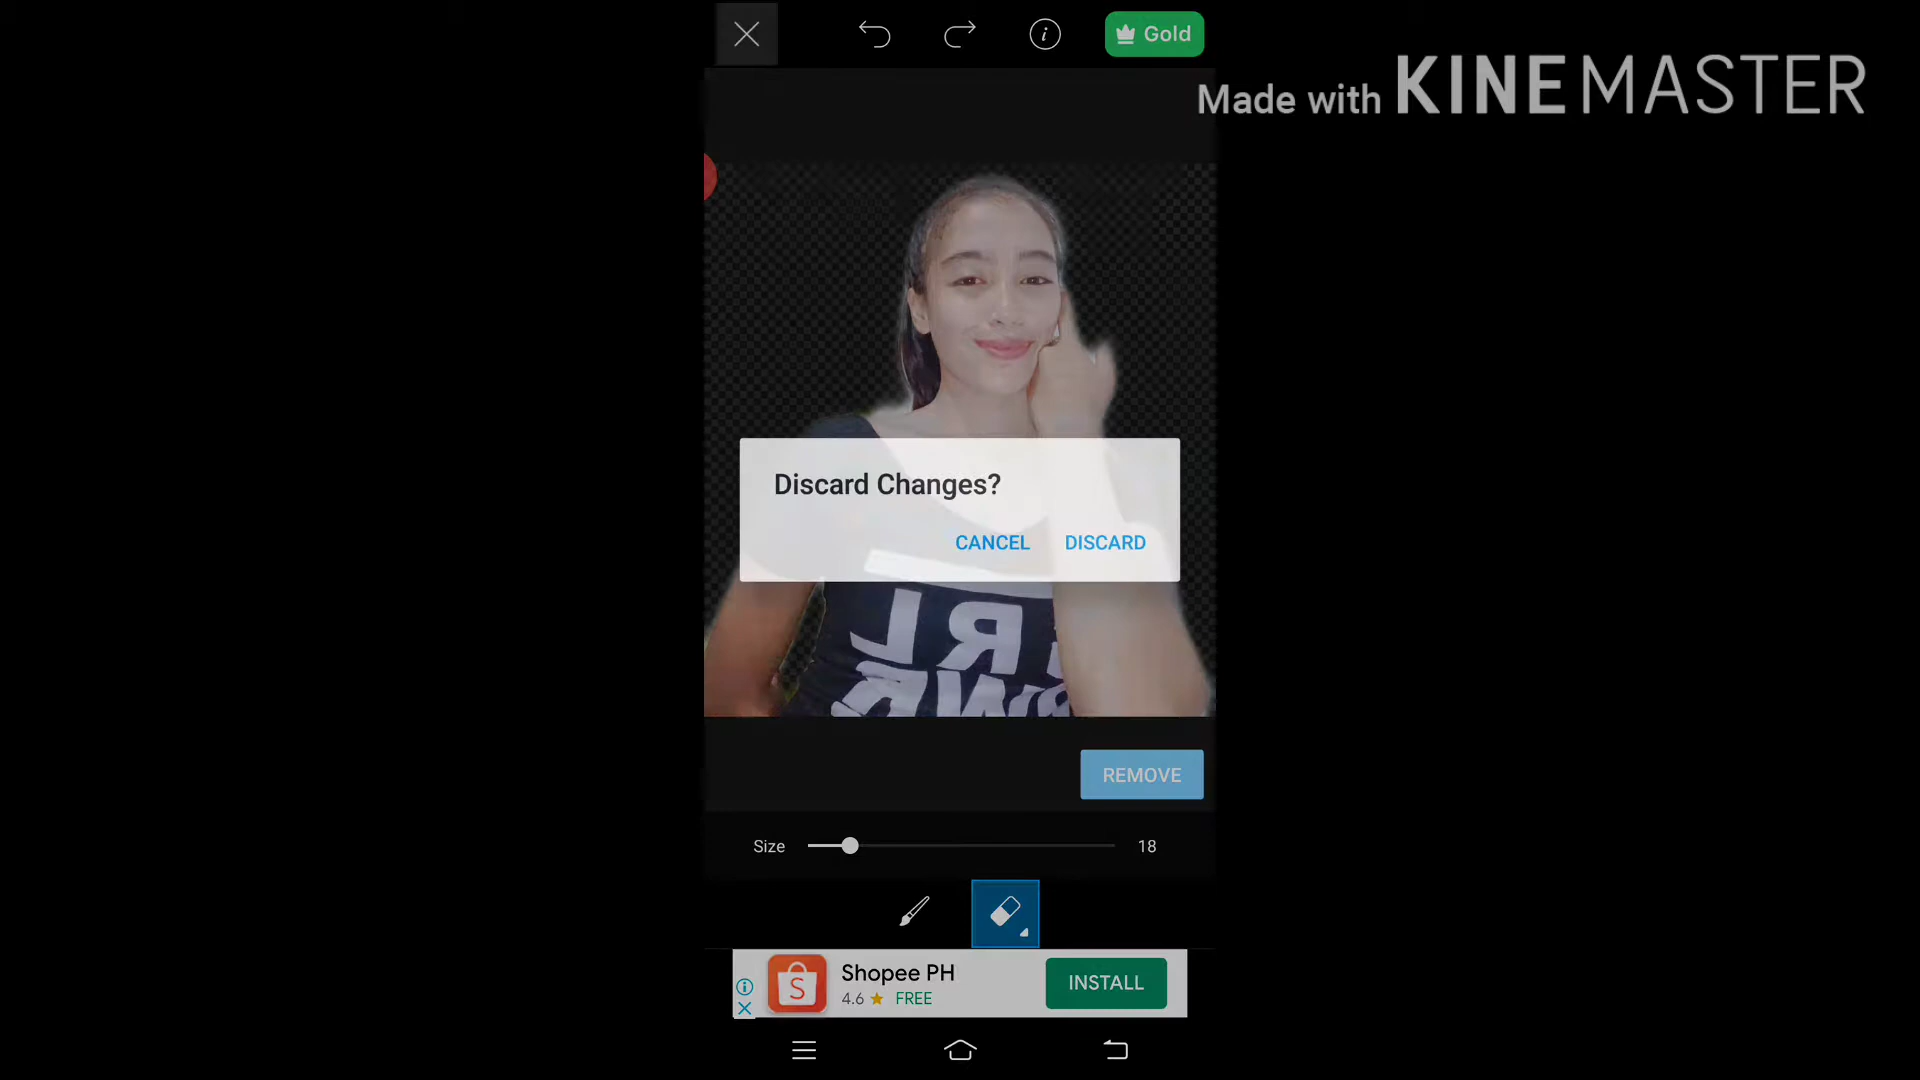 Gold
Made with KINEMASTER
Discard Changes?
CANCEL DISCARD
REMOVE
Size 18
Shopee PH
4.6 ★ FREE
INSTALL